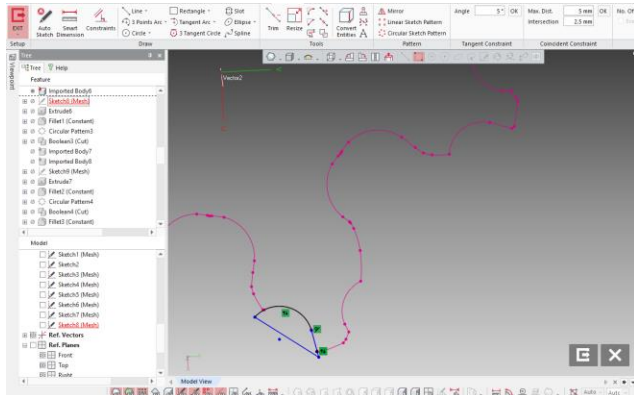 EXIT
Auto Sketch
Smart Dimension
Constraints
Line
3 Points Arc
Circle
Rectangle
Tangent Arc
3 Tangent Circle
Slot
Ellipse
Spline
Trim
Resize
Convert Entities
Mirror
Linear Sketch Pattern
Circular Sketch Pattern
Angle 5° OK
Max. Dist. 5 mm OK
Intersection 2,5 mm
No. Of
Setup
Draw
Tools
Pattern
Tangent Constraint
Coincident Constraint
Viewpoint
Tree
Tree Help
Feature
Imported Body6
Sketch8 (Mesh)
Extrude6
Fillet1 (Constant)
Circular Pattern3
Boolean3 (Cut)
Imported Body7
Imported Body8
Sketch9 (Mesh)
Extrude7
Fillet2 (Constant)
Circular Pattern4
Boolean4 (Cut)
Fillet3 (Constant)
Model
Sketch1 (Mesh)
Sketch2
Sketch3 (Mesh)
Sketch4 (Mesh)
Sketch5 (Mesh)
Sketch6 (Mesh)
Sketch7 (Mesh)
Sketch8 (Mesh)
Ref. Vectors
Ref. Planes
Front
Top
Right
Vector2
Model View
Auto
Auto